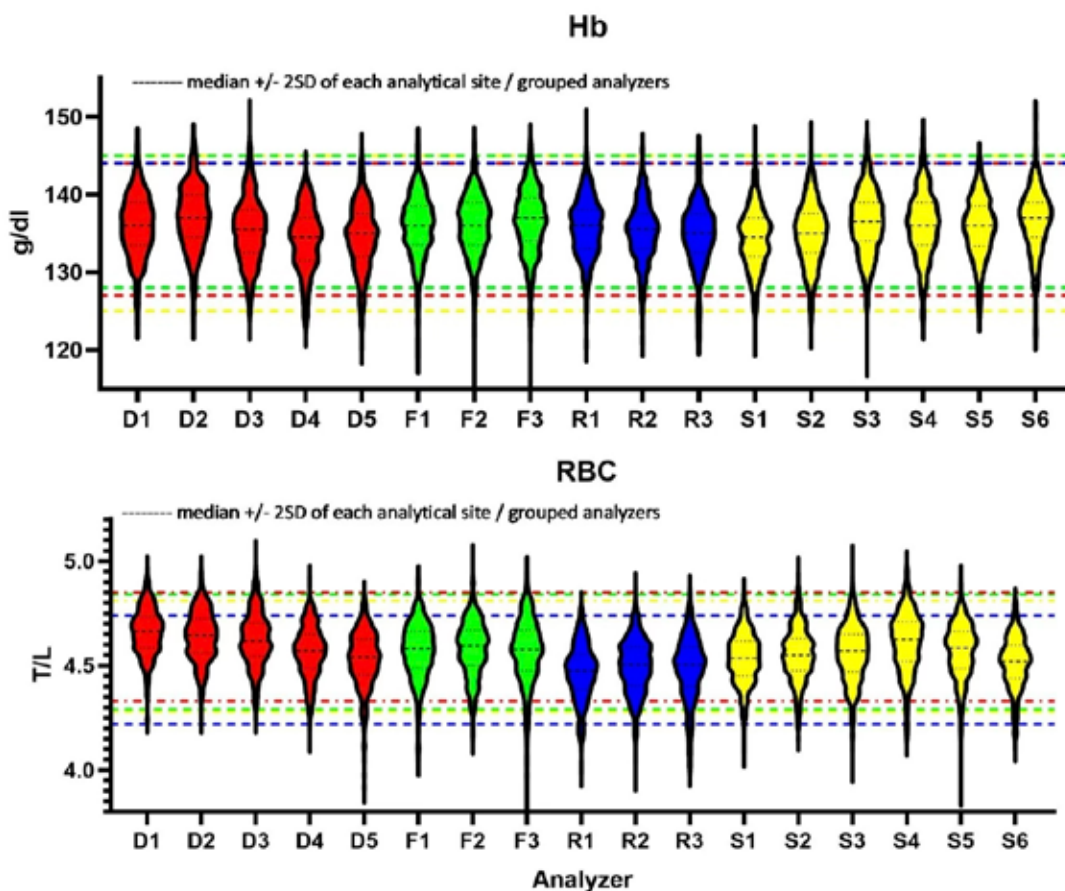 Hb
-------- median +/- 2SD of each analytical site / grouped analyzers
g/dl
150
140
130
120
D1 D2 D3 D4 D5 F1 F2 F3 R1 R2 R3 S1 S2 S3 S4 S5 S6
RBC
-------- median +/- 2SD of each analytical site / grouped analyzers
T/L
5.0
4.5
4.0
D1 D2 D3 D4 D5 F1 F2 F3 R1 R2 R3 S1 S2 S3 S4 S5 S6
Analyzer